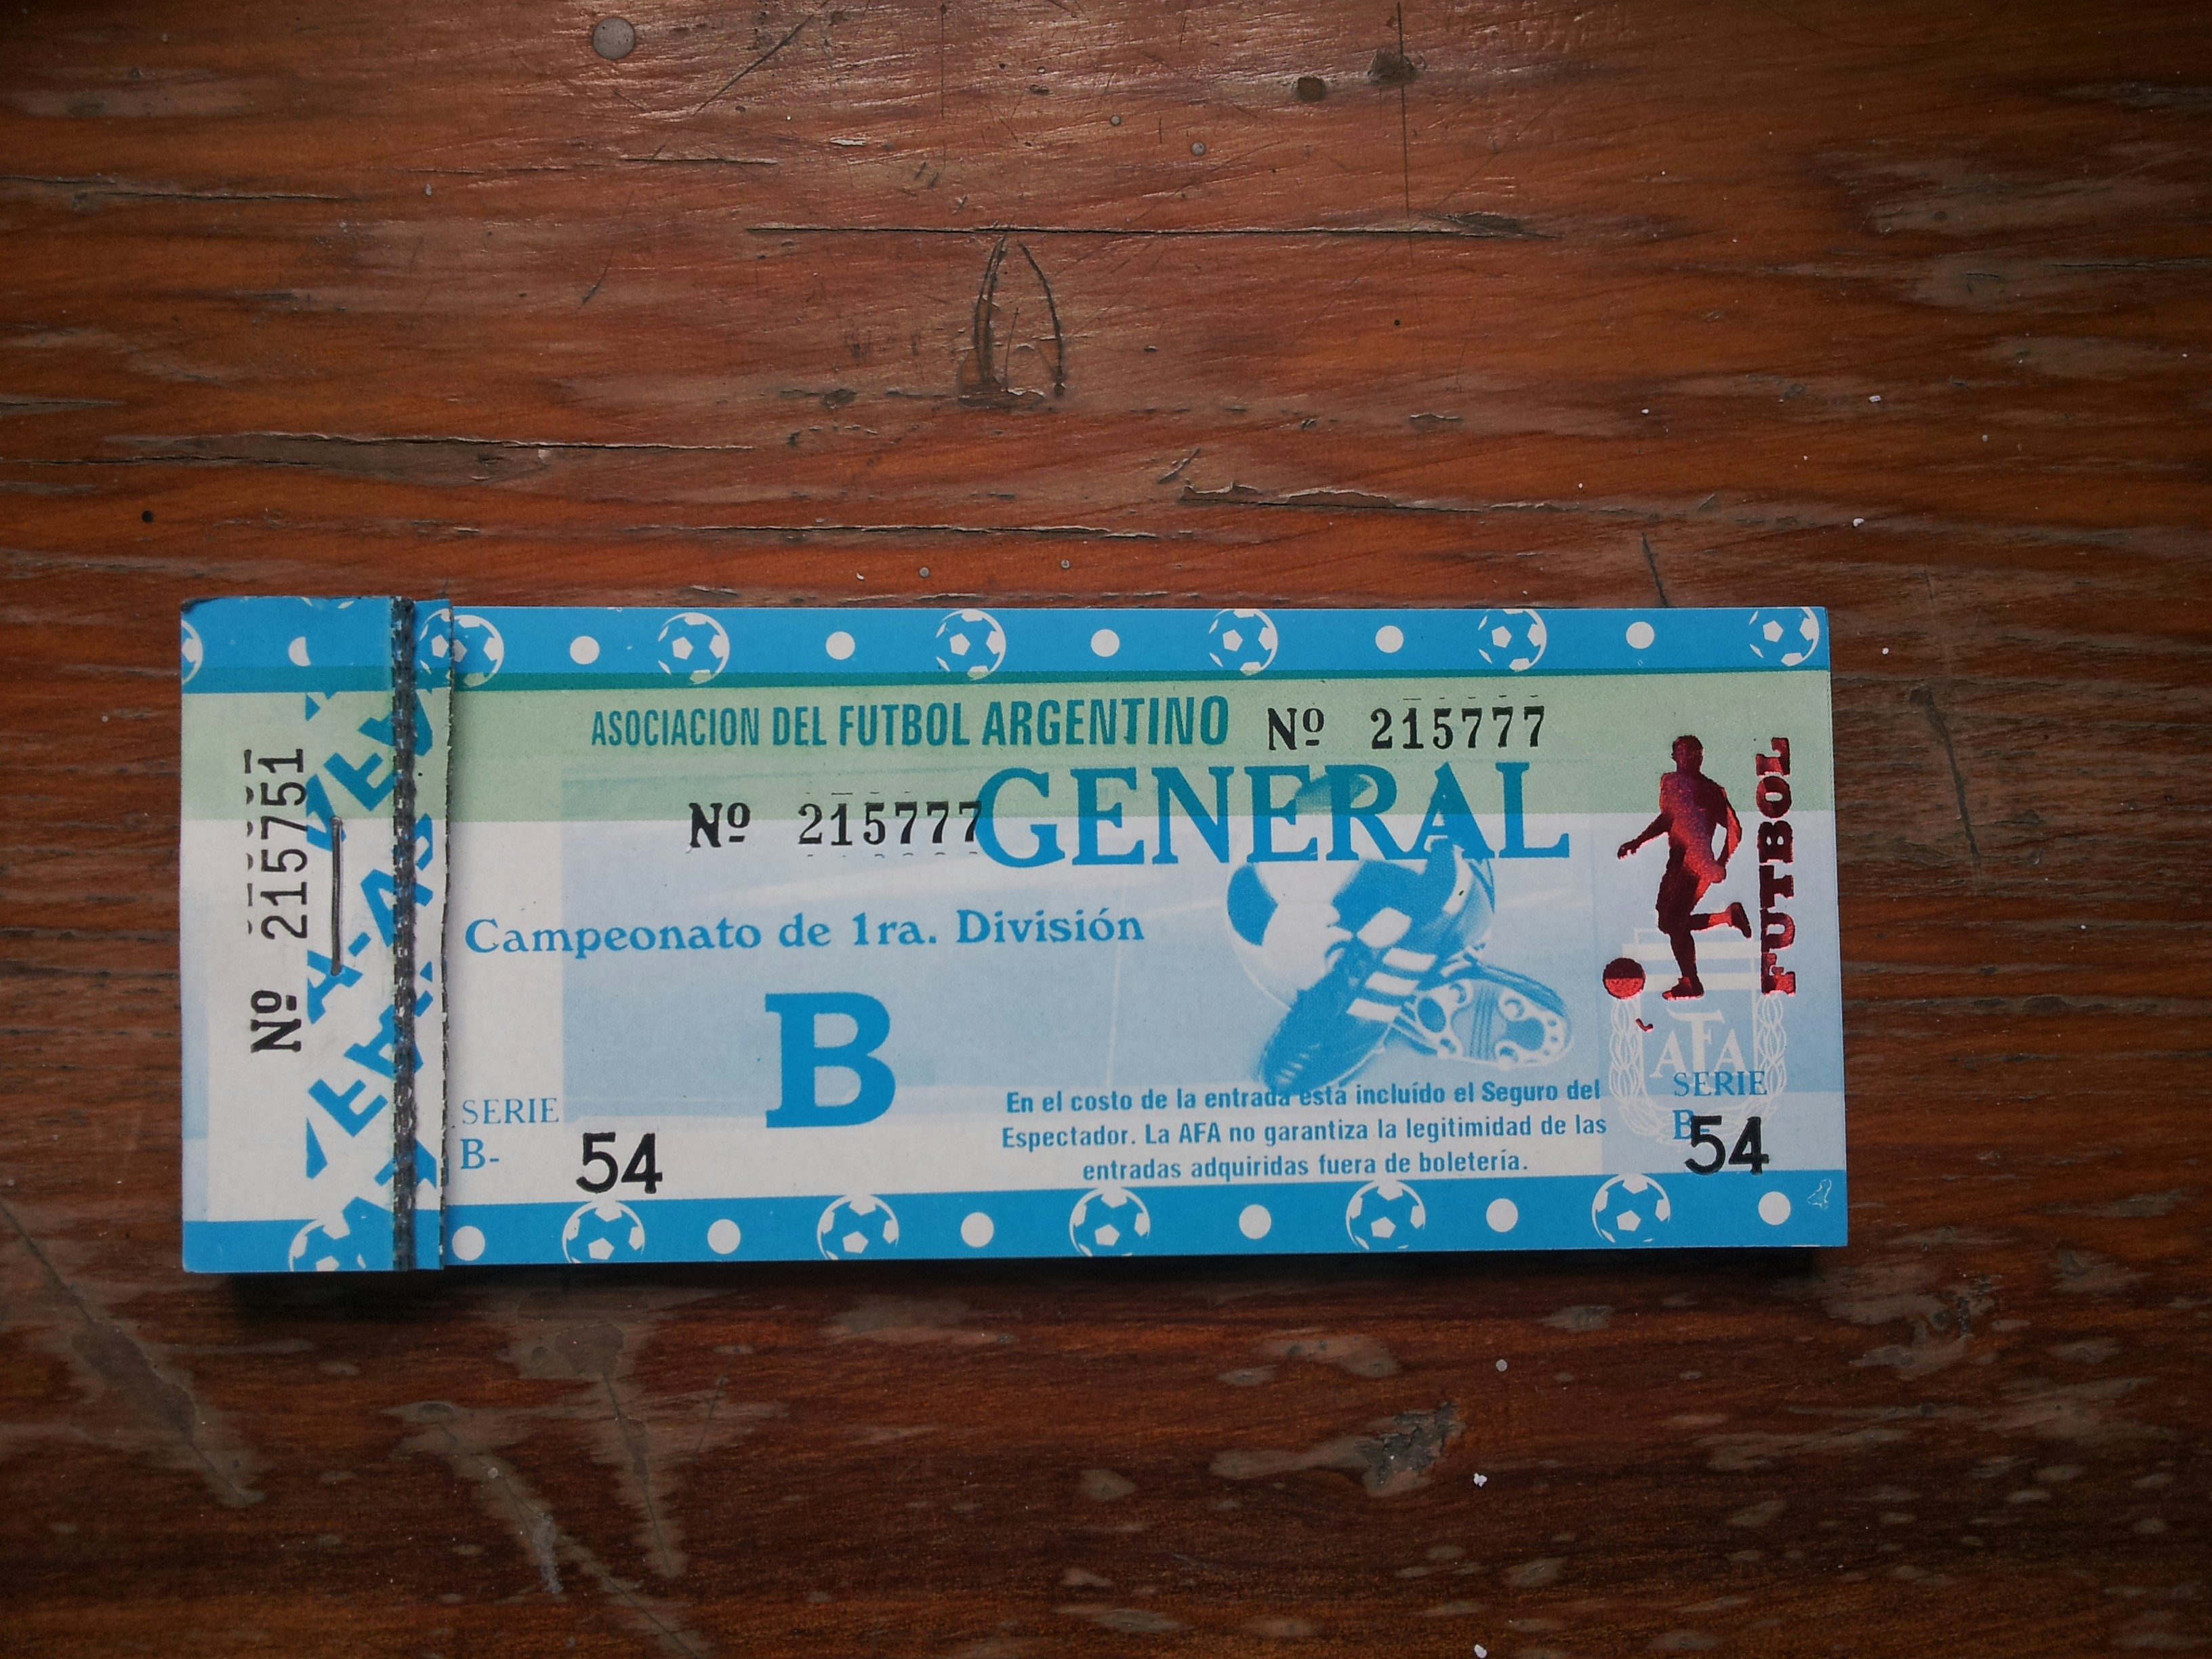 Nº 215751
ASOCIACION DEL FUTBOL ARGENTINO Nº 215777
Nº 215777 GENERAL
Campeonato de 1ra. División
B
En el costo de la entrada está incluído el Seguro del
Espectador. La AFA no garantiza la legitimidad de las
entradas adquiridas fuera de boletería.
SERIE
B- 54
FUTBOL
AFA
SERIE
B- 54